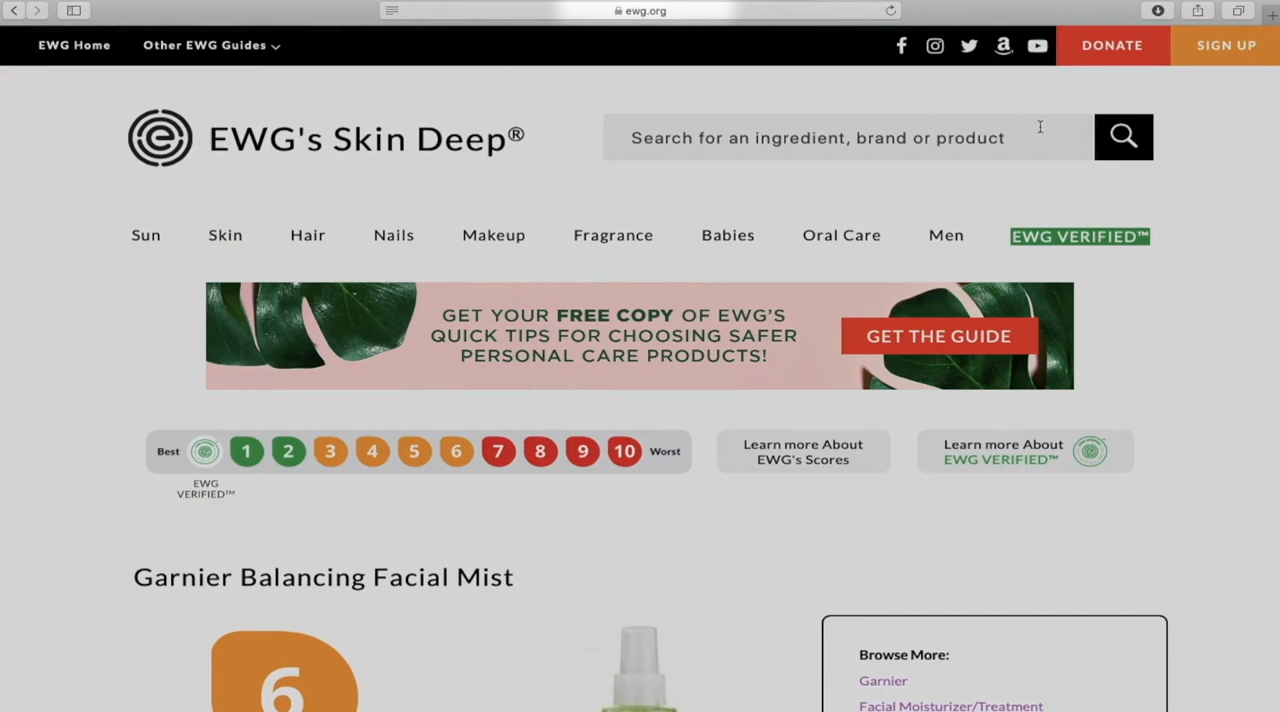 ewg.org
EWG Home
Other EWG Guides
DONATE
SIGN UP
EWG's Skin Deep®
Search for an ingredient, brand or product
Sun
Skin
Hair
Nails
Makeup
Fragrance
Babies
Oral Care
Men
EWG VERIFIED™
GET YOUR FREE COPY OF EWG'S
QUICK TIPS FOR CHOOSING SAFER
PERSONAL CARE PRODUCTS!
GET THE GUIDE
Best
1 2 3 4 5 6 7 8 9 10
Worst
EWG
VERIFIED™
Learn more About
EWG's Scores
Learn more About
EWG VERIFIED™
Garnier Balancing Facial Mist
6
Browse More:
Garnier
Facial Moisturizer/Treatment